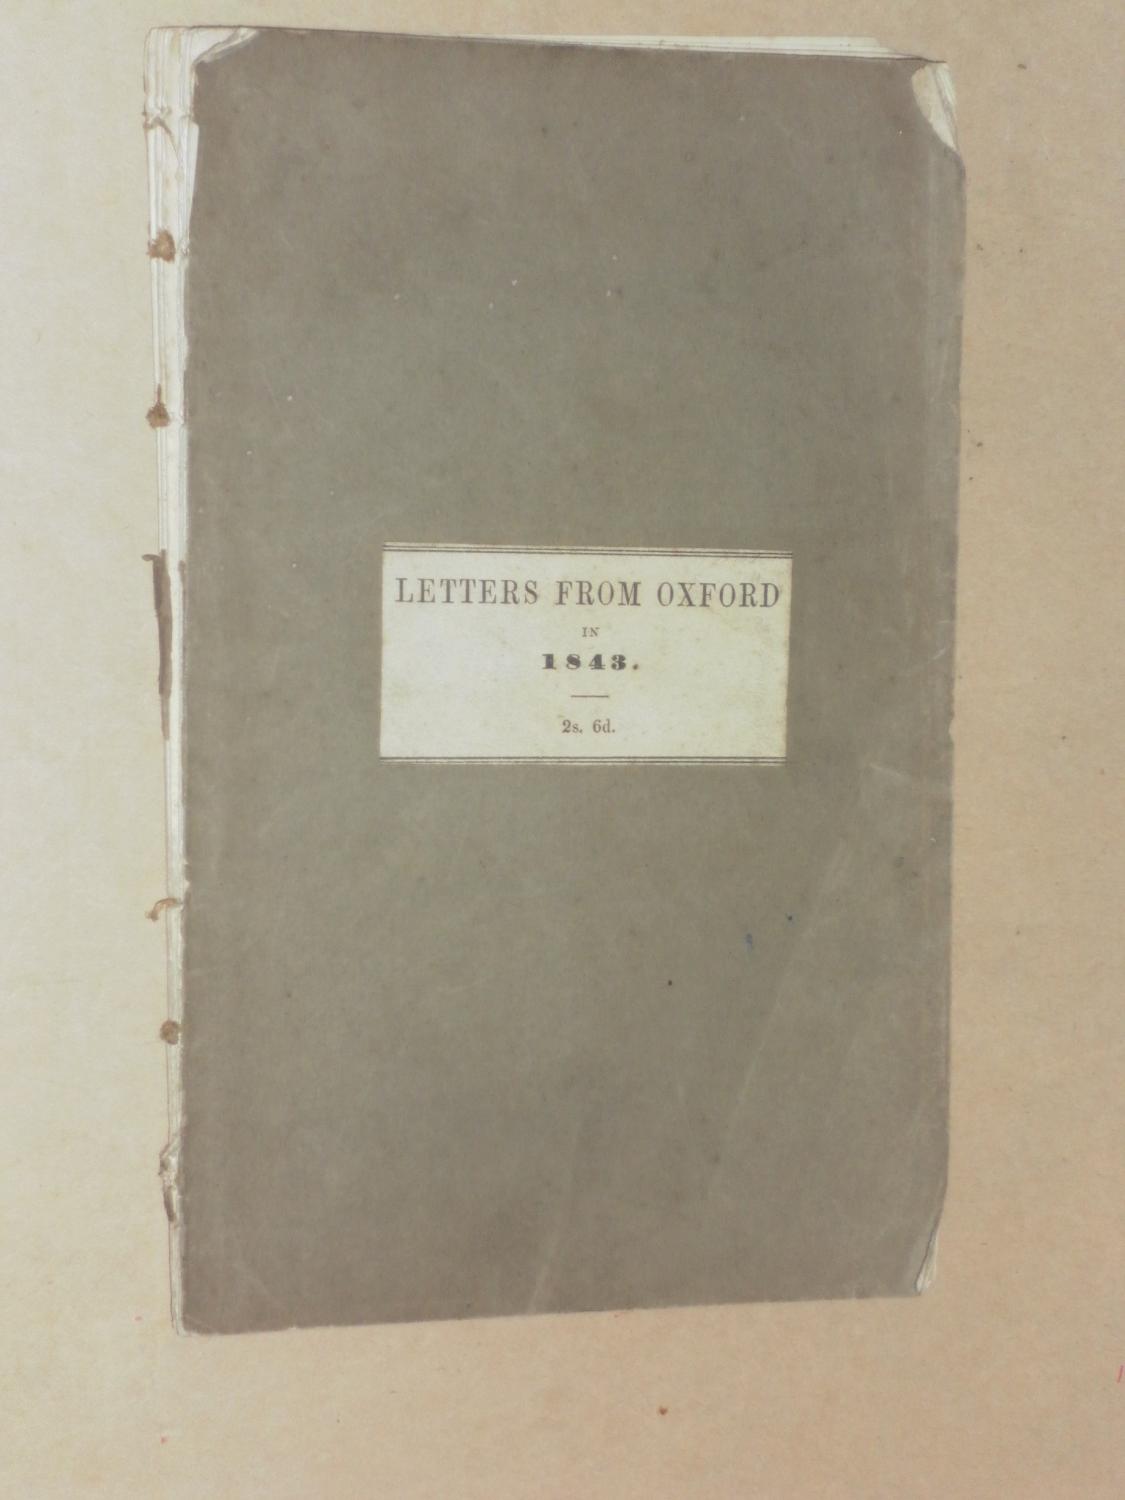 LETTERS FROM OXFORD
IN
1843.
2s. 6d.